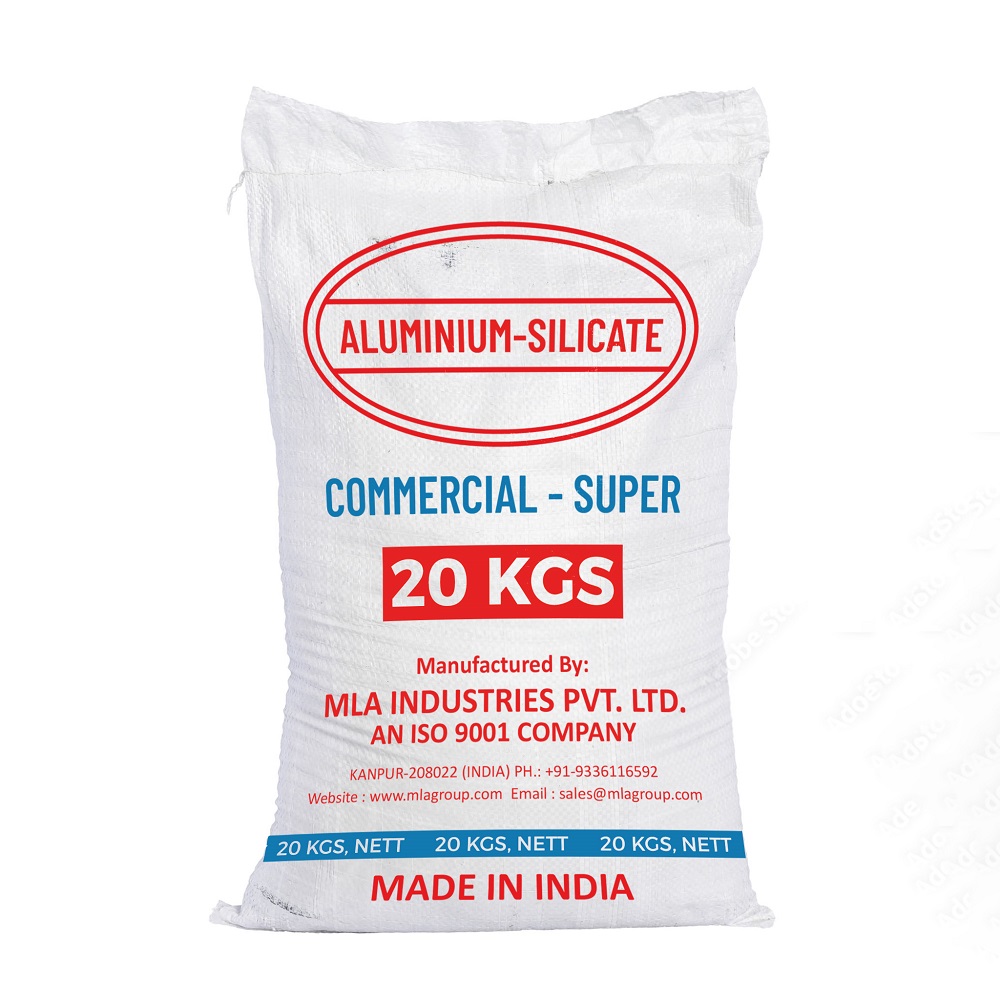 ALUMINIUM-SILICATE
COMMERCIAL - SUPER
20 KGS
Manufactured By:
MLA INDUSTRIES PVT. LTD.
AN ISO 9001 COMPANY
KANPUR-208022 (INDIA) PH.: +91-9336116592
Website : www.mlagroup.com Email : sales@mlagroup.com
20 KGS, NETT 20 KGS, NETT 20 KGS, NETT
MADE IN INDIA